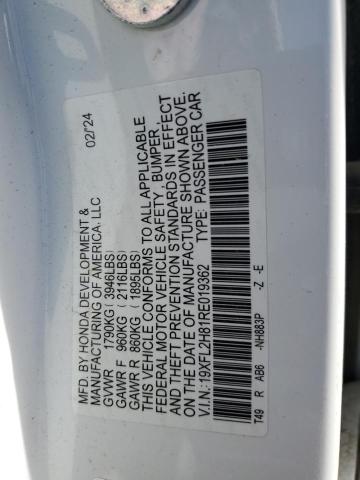 MFD. BY HONDA DEVELOPMENT & 02/24
MANUFACTURING OF AMERICA, LLC
GVWR 1790KG (3946LBS)
GAWR F 960KG (2116LBS)
GAWR R 860KG (1895LBS)
THIS VEHICLE CONFORMS TO ALL APPLICABLE
FEDERAL MOTOR VEHICLE SAFETY , BUMPER ,
AND THEFT PREVENTION STANDARDS IN EFFECT
ON THE DATE OF MANUFACTURE SHOWN ABOVE.
V.I.N.:19XFL2H81RE019362
TYPE: PASSENGER CAR
T49 R AB6 -NH883P -Z -E